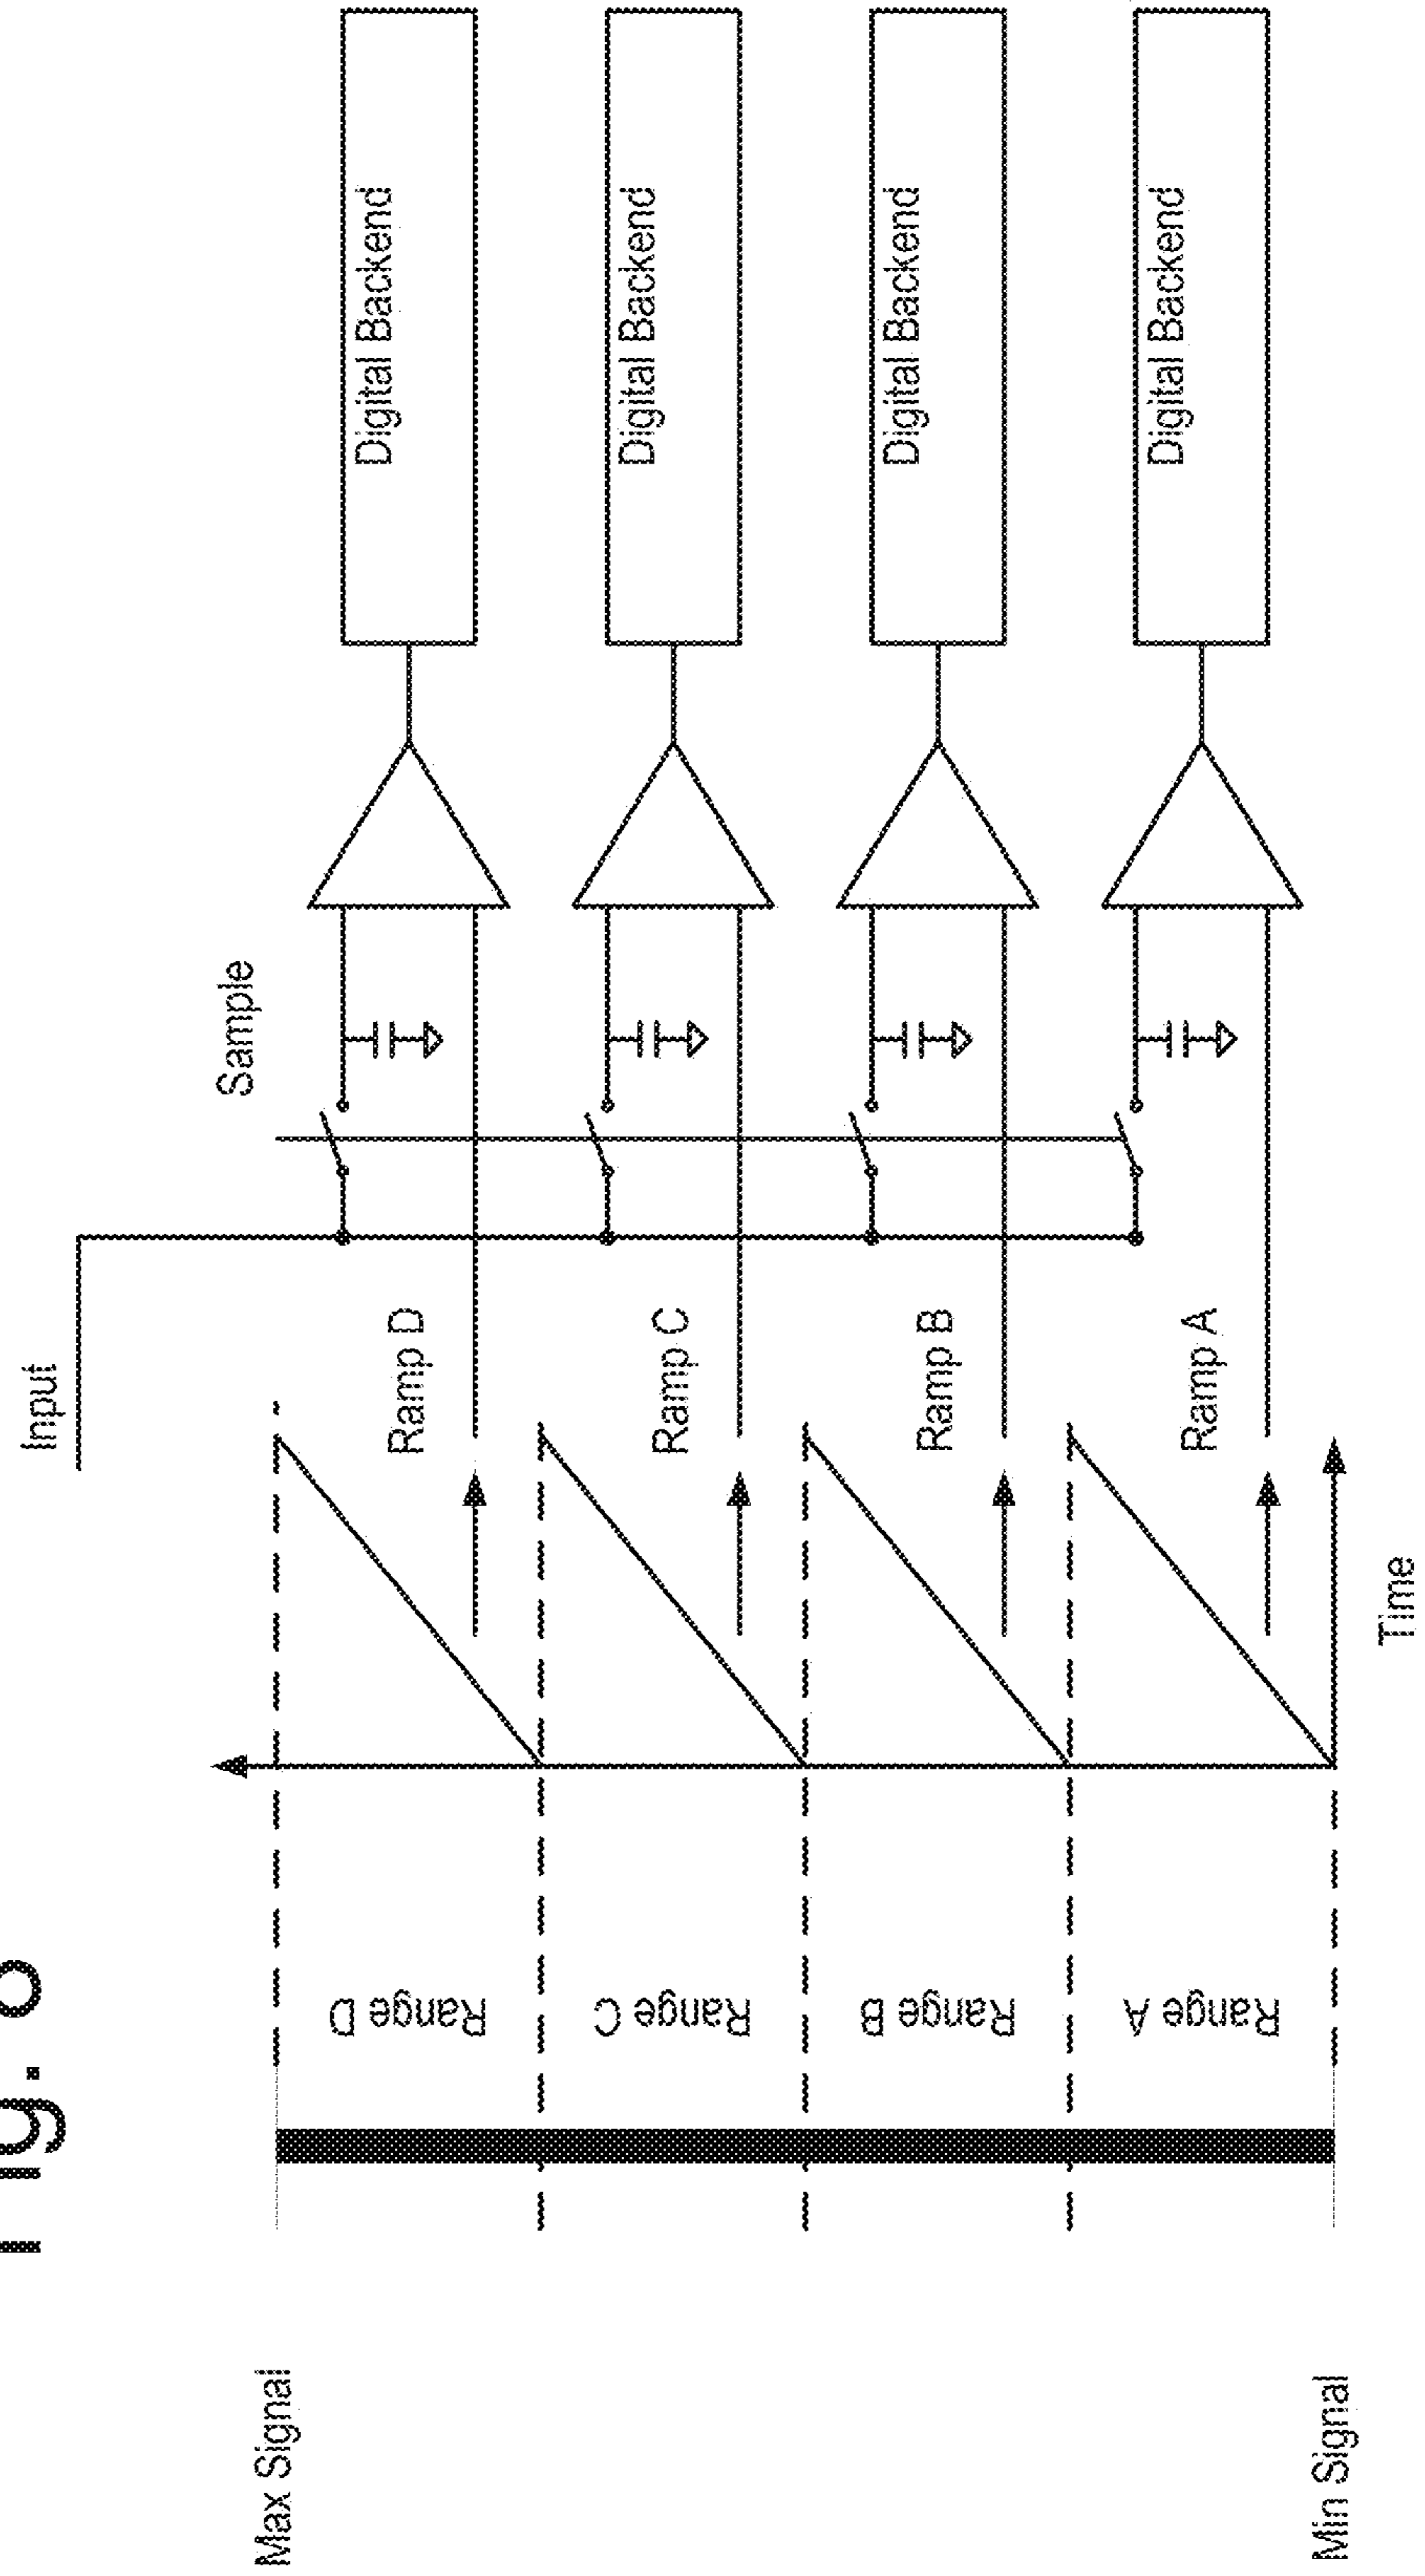 Max Signal
Min Signal
Range D
Range C
Range B
Range A
Time
Input
Ramp D
Ramp C
Ramp B
Ramp A
Sample
Digital Backend
Digital Backend
Digital Backend
Digital Backend